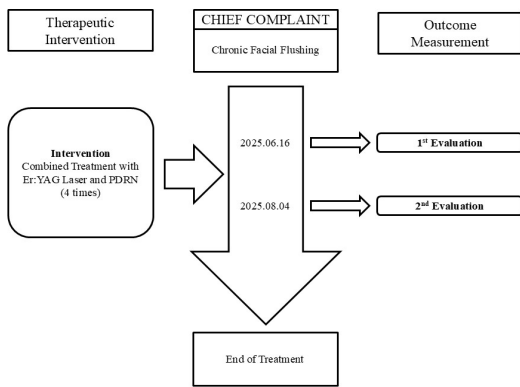 Therapeutic
Intervention
CHIEF COMPLAINT
Chronic Facial Flushing
Outcome
Measurement
Intervention
Combined Treatment with
Er:YAG Laser and PDRN
(4 times)
2025.06.16
1st Evaluation
2025.08.04
2nd Evaluation
End of Treatment